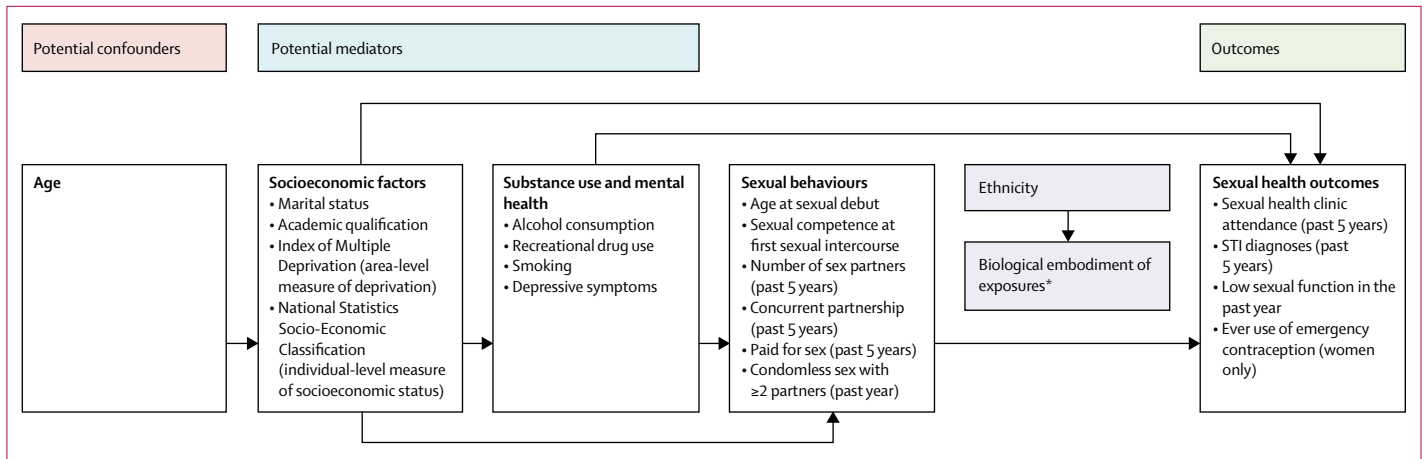 Potential confounders
Potential mediators
Outcomes
Age
Socioeconomic factors
• Marital status
• Academic qualification
• Index of Multiple
Deprivation (area-level
measure of deprivation)
• National Statistics
Socio-Economic
Classification
(individual-level measure
of socioeconomic status)
Substance use and mental
health
• Alcohol consumption
• Recreational drug use
• Smoking
• Depressive symptoms
Sexual behaviours
• Age at sexual debut
• Sexual competence at
first sexual intercourse
• Number of sex partners
(past 5 years)
• Concurrent partnership
(past 5 years)
• Paid for sex (past 5 years)
• Condomless sex with
≥2 partners (past year)
Ethnicity
Biological embodiment of
exposures*
Sexual health outcomes
• Sexual health clinic
attendance (past 5 years)
• STI diagnoses (past
5 years)
• Low sexual function in the
past year
• Ever use of emergency
contraception (women
only)